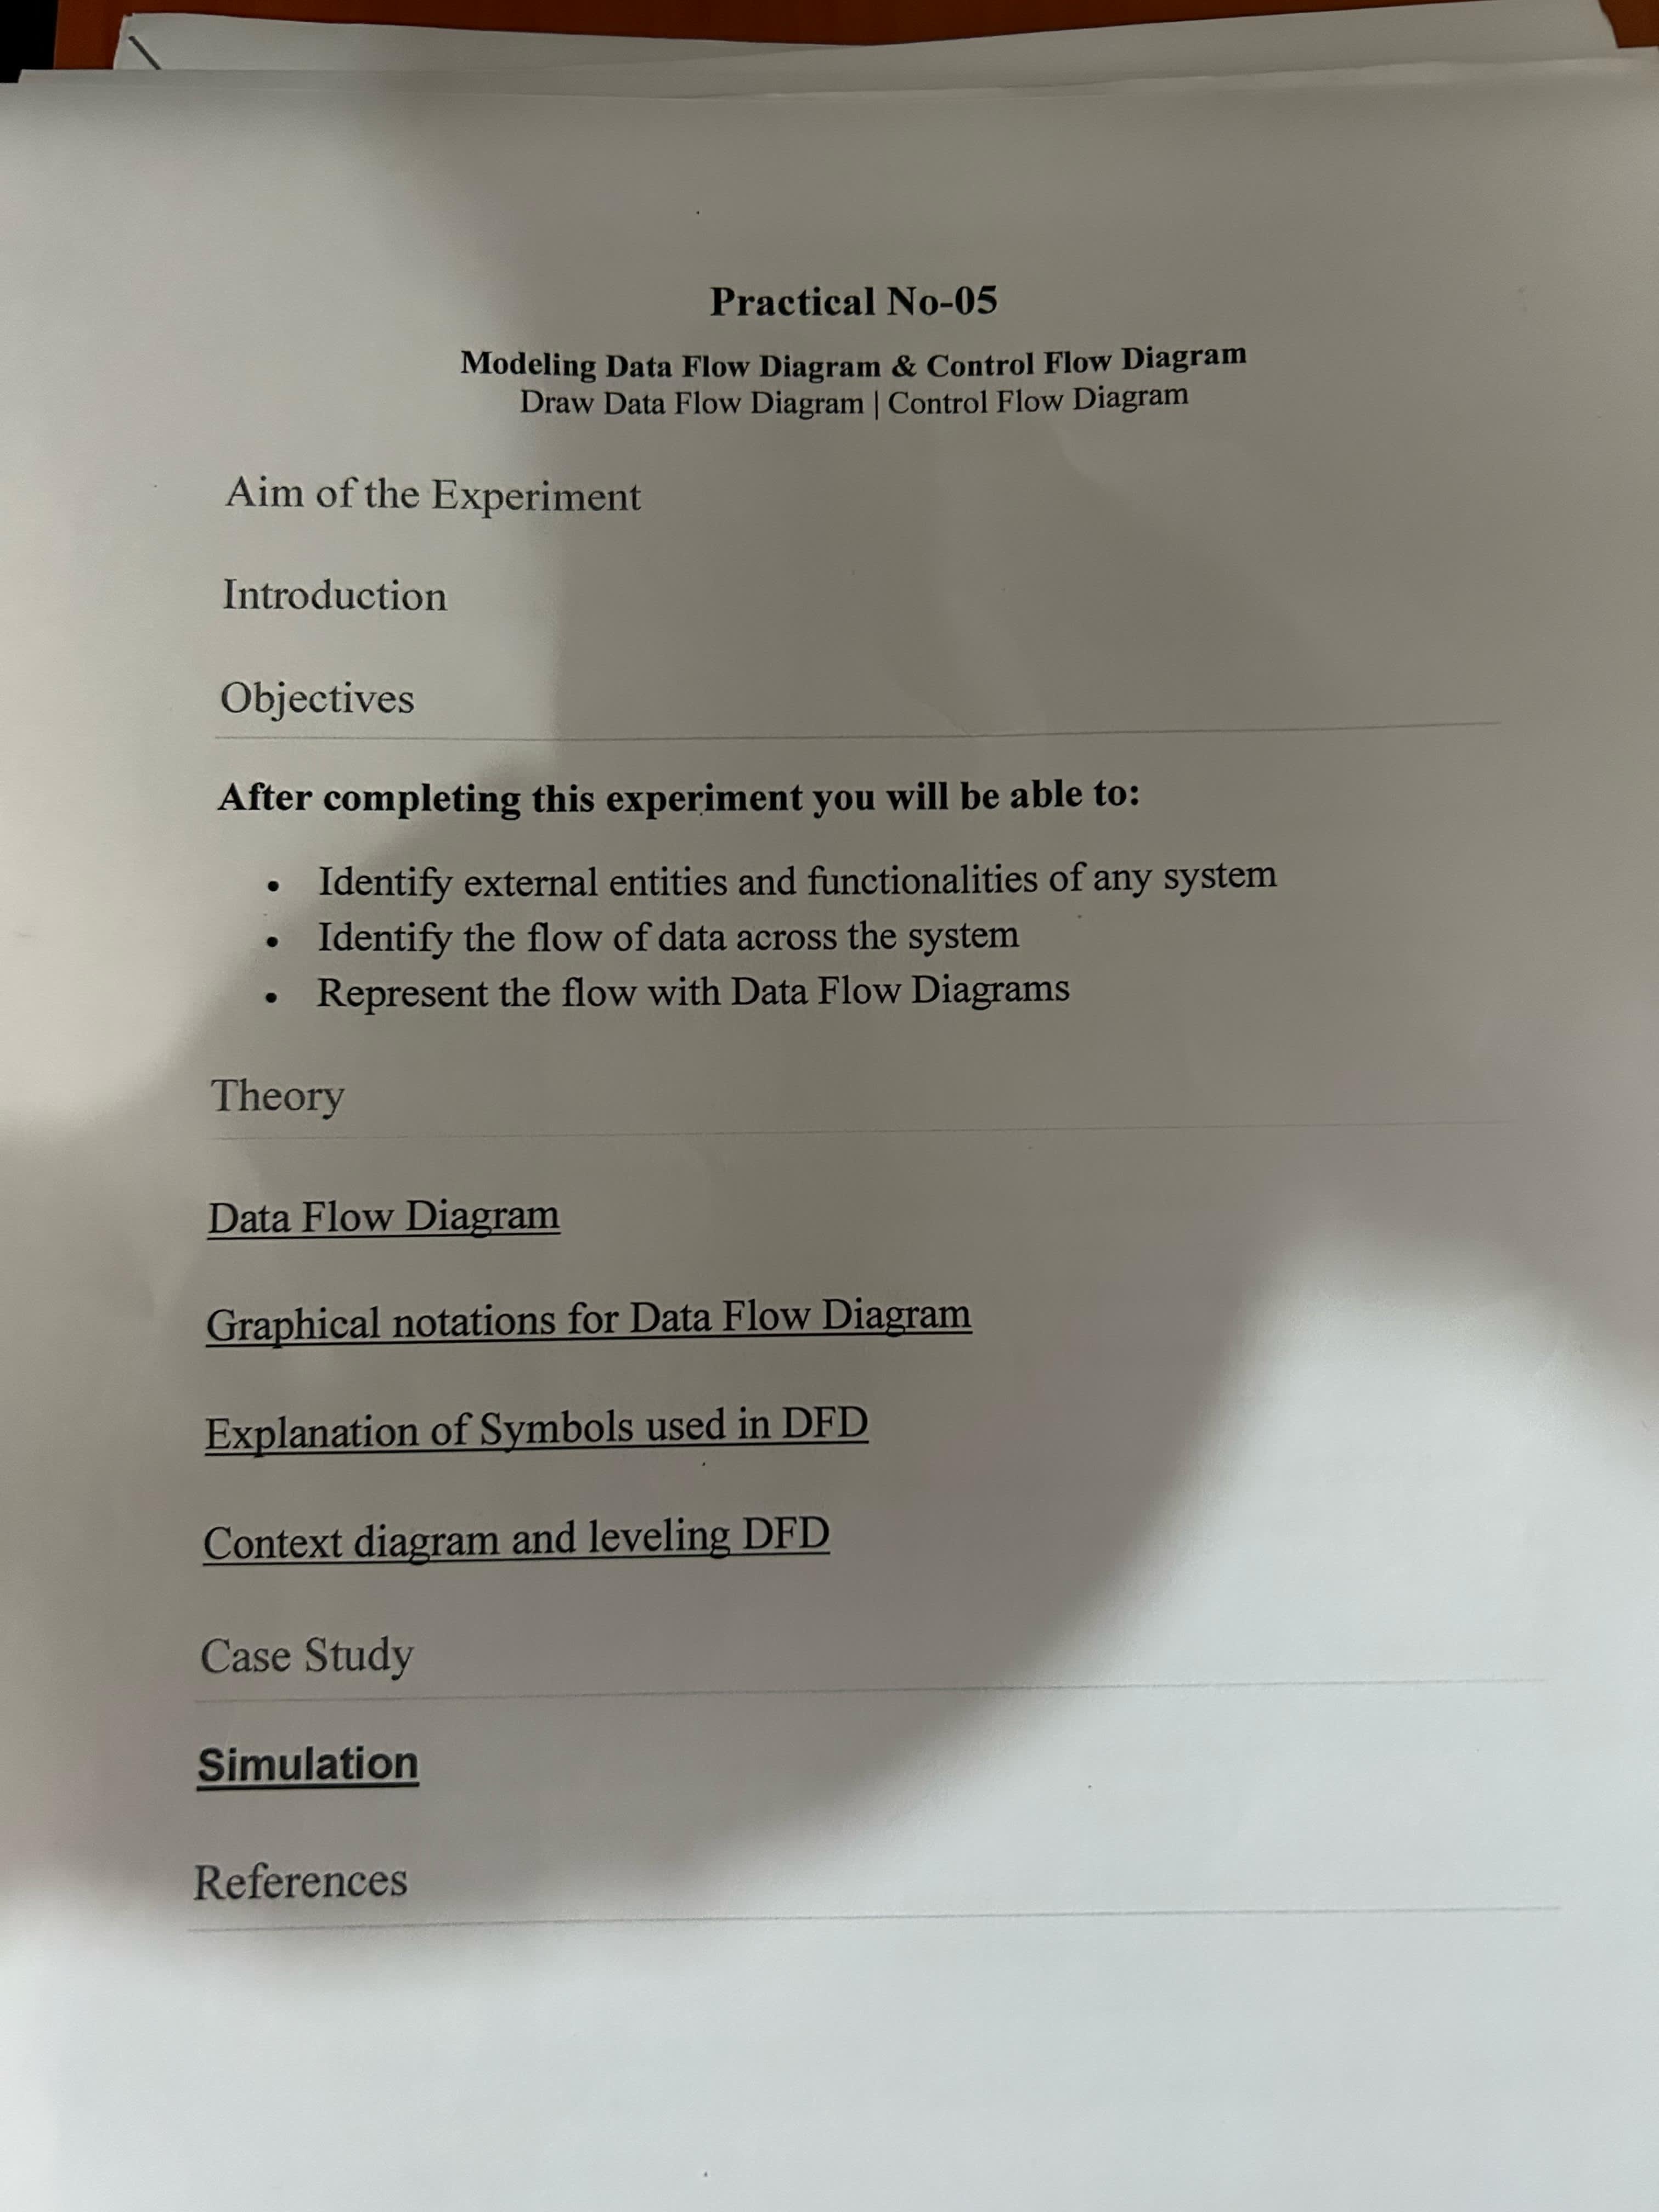 Practical No-05
Modeling Data Flow Diagram & Control Flow Diagram
Draw Data Flow Diagram | Control Flow Diagram
Aim of the Experiment
Introduction
Objectives
After completing this experiment you will be able to:
• Identify external entities and functionalities of any system
• Identify the flow of data across the system
• Represent the flow with Data Flow Diagrams
Theory
Data Flow Diagram
Graphical notations for Data Flow Diagram
Explanation of Symbols used in DFD
Context diagram and leveling DFD
Case Study
Simulation
References